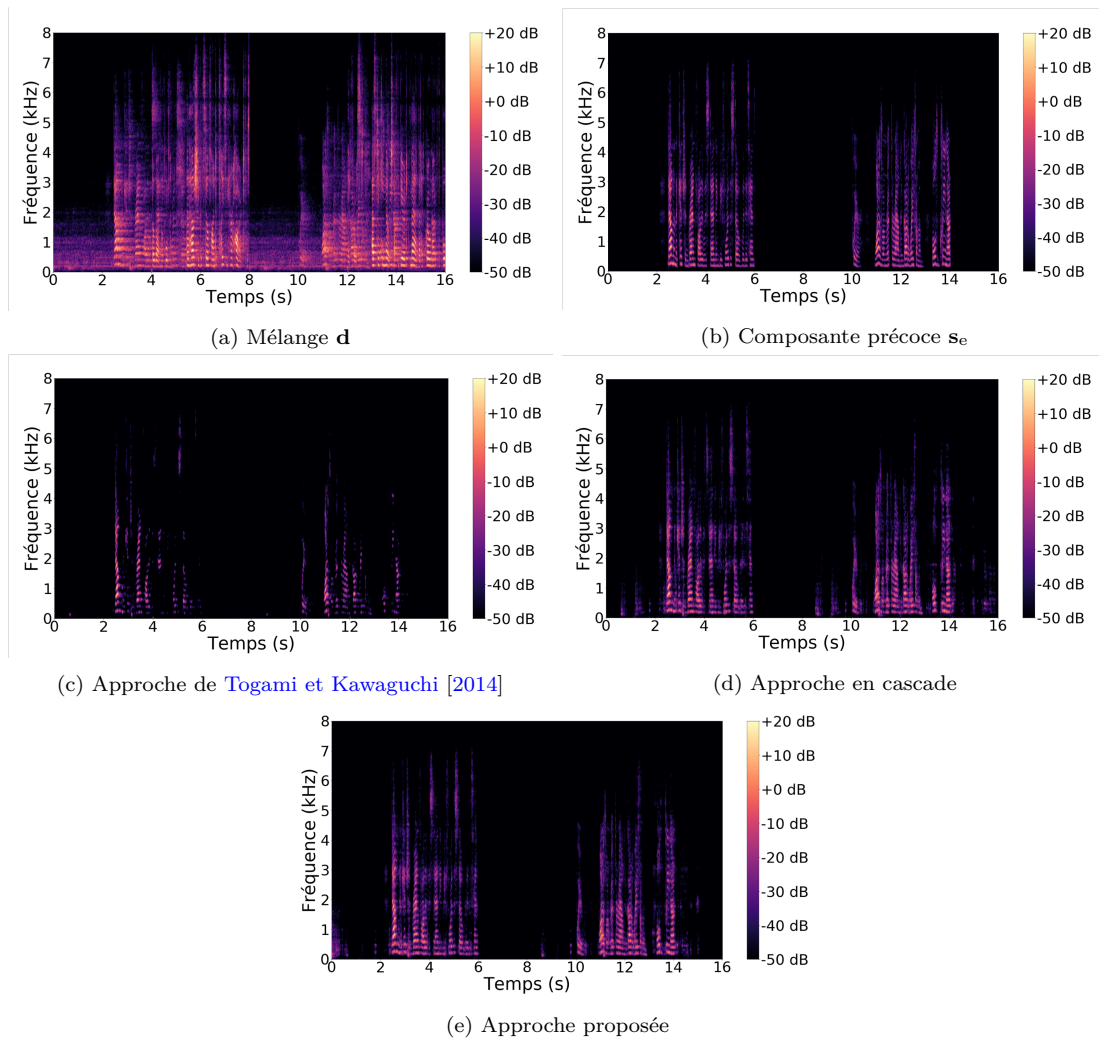 8
7
6
5
4
3
2
1
0
Fréquence (kHz)
0 2 4 6 8 10 12 14 16
Temps (s)
+20 dB
+10 dB
+0 dB
-10 dB
-20 dB
-30 dB
-40 dB
-50 dB
(a) Mélange d
8
7
6
5
4
3
2
1
0
Fréquence (kHz)
0 2 4 6 8 10 12 14 16
Temps (s)
+20 dB
+10 dB
+0 dB
-10 dB
-20 dB
-30 dB
-40 dB
-50 dB
(b) Composante précoce sₑ
8
7
6
5
4
3
2
1
0
Fréquence (kHz)
0 2 4 6 8 10 12 14 16
Temps (s)
+20 dB
+10 dB
+0 dB
-10 dB
-20 dB
-30 dB
-40 dB
-50 dB
(c) Approche de Togami et Kawaguchi [2014]
8
7
6
5
4
3
2
1
0
Fréquence (kHz)
0 2 4 6 8 10 12 14 16
Temps (s)
+20 dB
+10 dB
+0 dB
-10 dB
-20 dB
-30 dB
-40 dB
-50 dB
(d) Approche en cascade
8
7
6
5
4
3
2
1
0
Fréquence (kHz)
0 2 4 6 8 10 12 14 16
Temps (s)
+20 dB
+10 dB
+0 dB
-10 dB
-20 dB
-30 dB
-40 dB
-50 dB
(e) Approche proposée